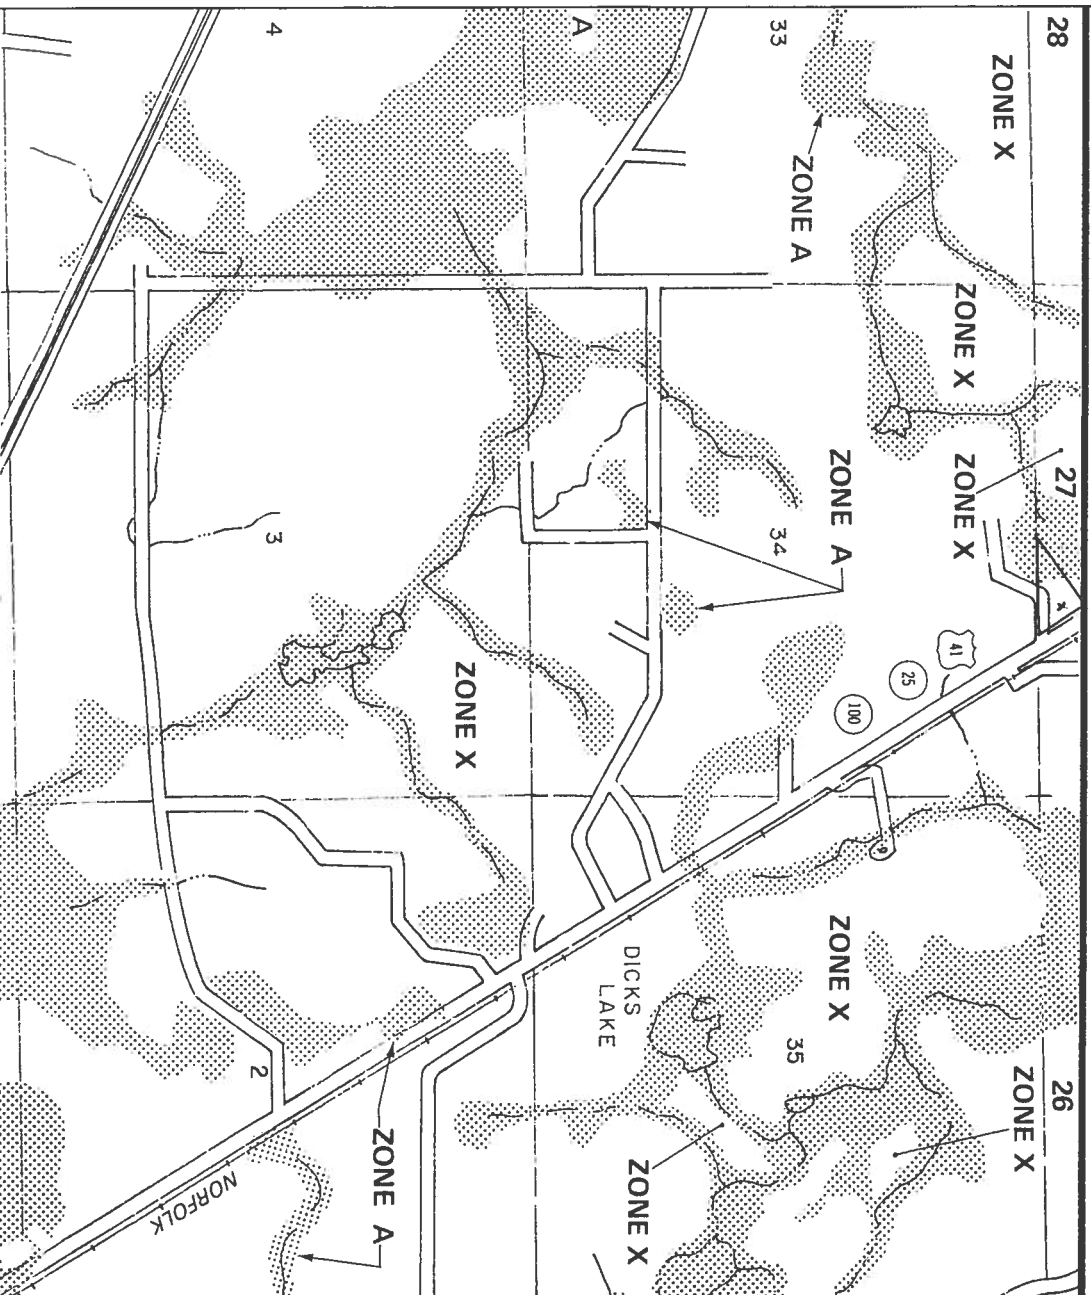 28
27
26
ZONE X
ZONE X
ZONE X
ZONE X
41
25
100
ZONE A
ZONE X
ZONE A
35
33
34
ZONE X
DICKS
LAKE
A
ZONE X
ZONE A
4
3
2
NORFOLK